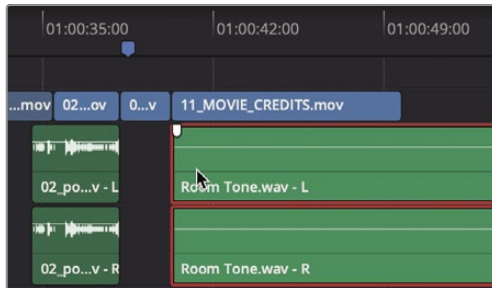 01:00:35:00 01:00:42:00 01:00:49:00
...mov 02...ov 0...v 11_MOVIE_CREDITS.mov
02_po...v - L Room Tone.wav - L
02_po...v - R Room Tone.wav - R